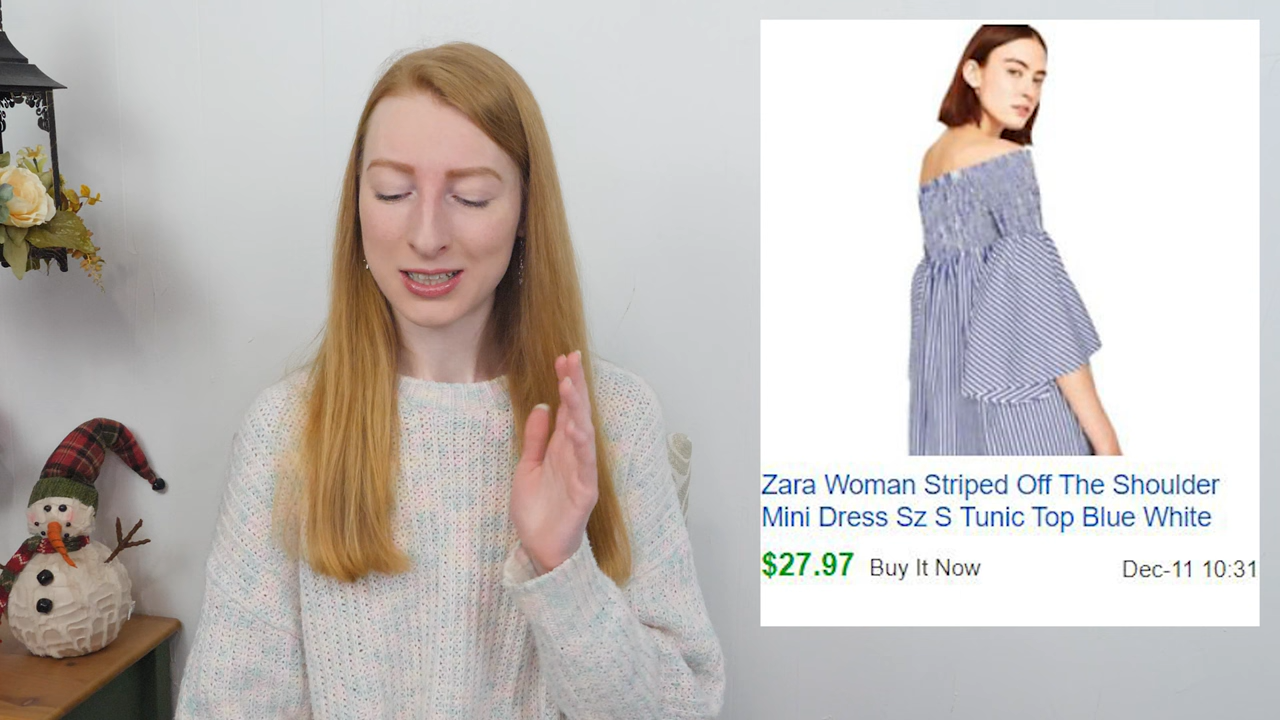 Zara Woman Striped Off The Shoulder
Mini Dress Sz S Tunic Top Blue White
$27.97 Buy It Now Dec-11 10:31